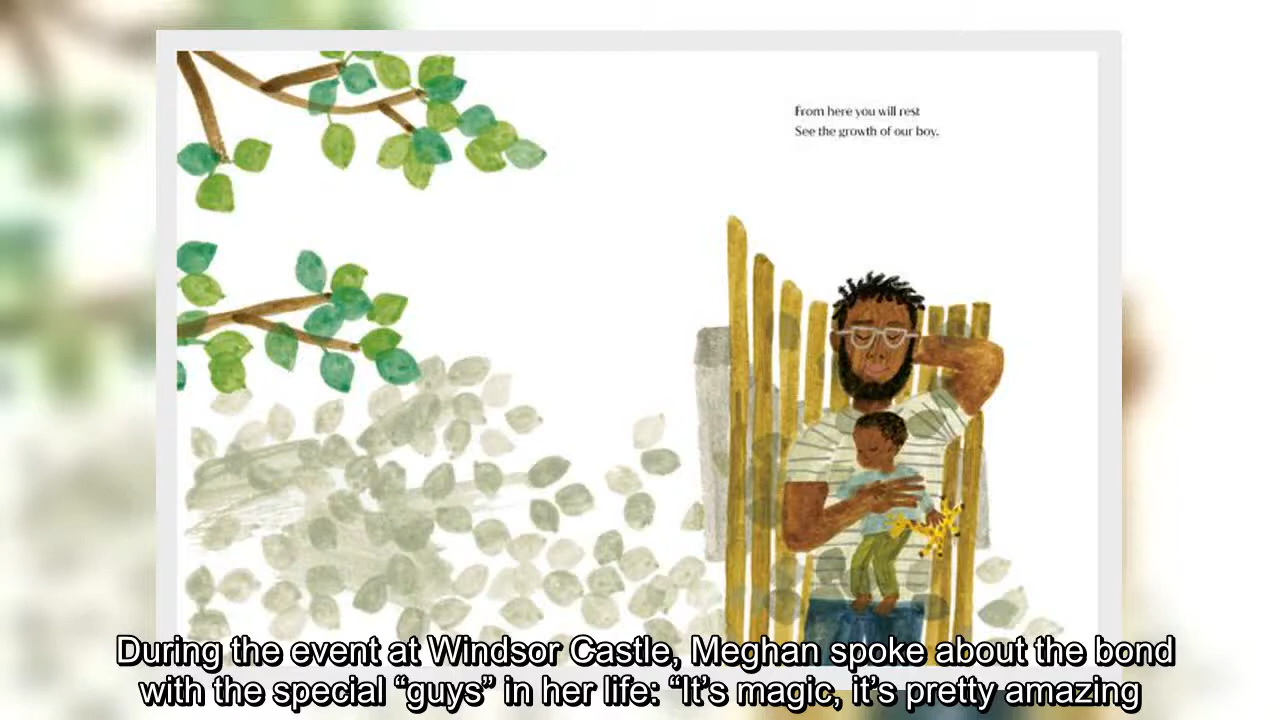 From here you will rest
See the growth of our boy.
During the event at Windsor Castle, Meghan spoke about the bond
with the special “guys” in her life: “It’s magic, it’s pretty amazing